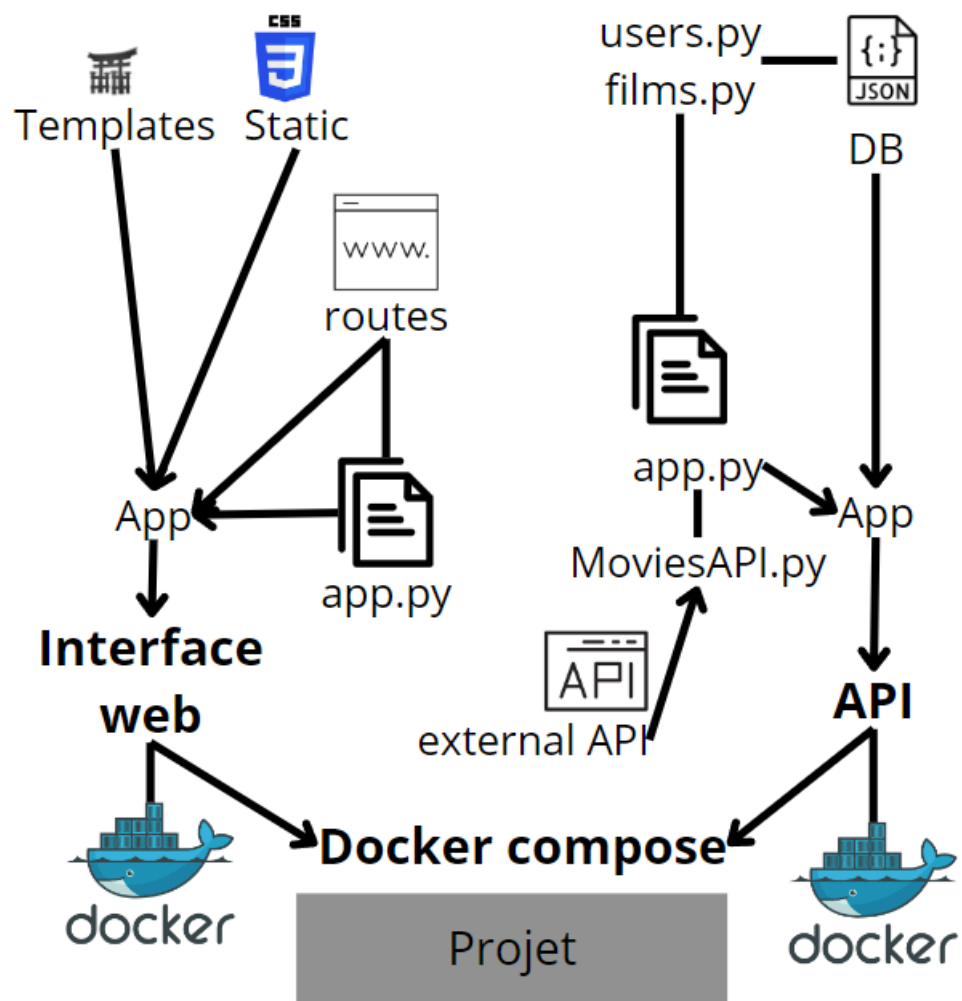 CSS
3
Templates
Static
www.
routes
App
app.py
Interface
web
docker
users.py
films.py
{:}
JSON
DB
app.py
App
MoviesAPI.py
API
external API
API
Docker compose
docker
Projet